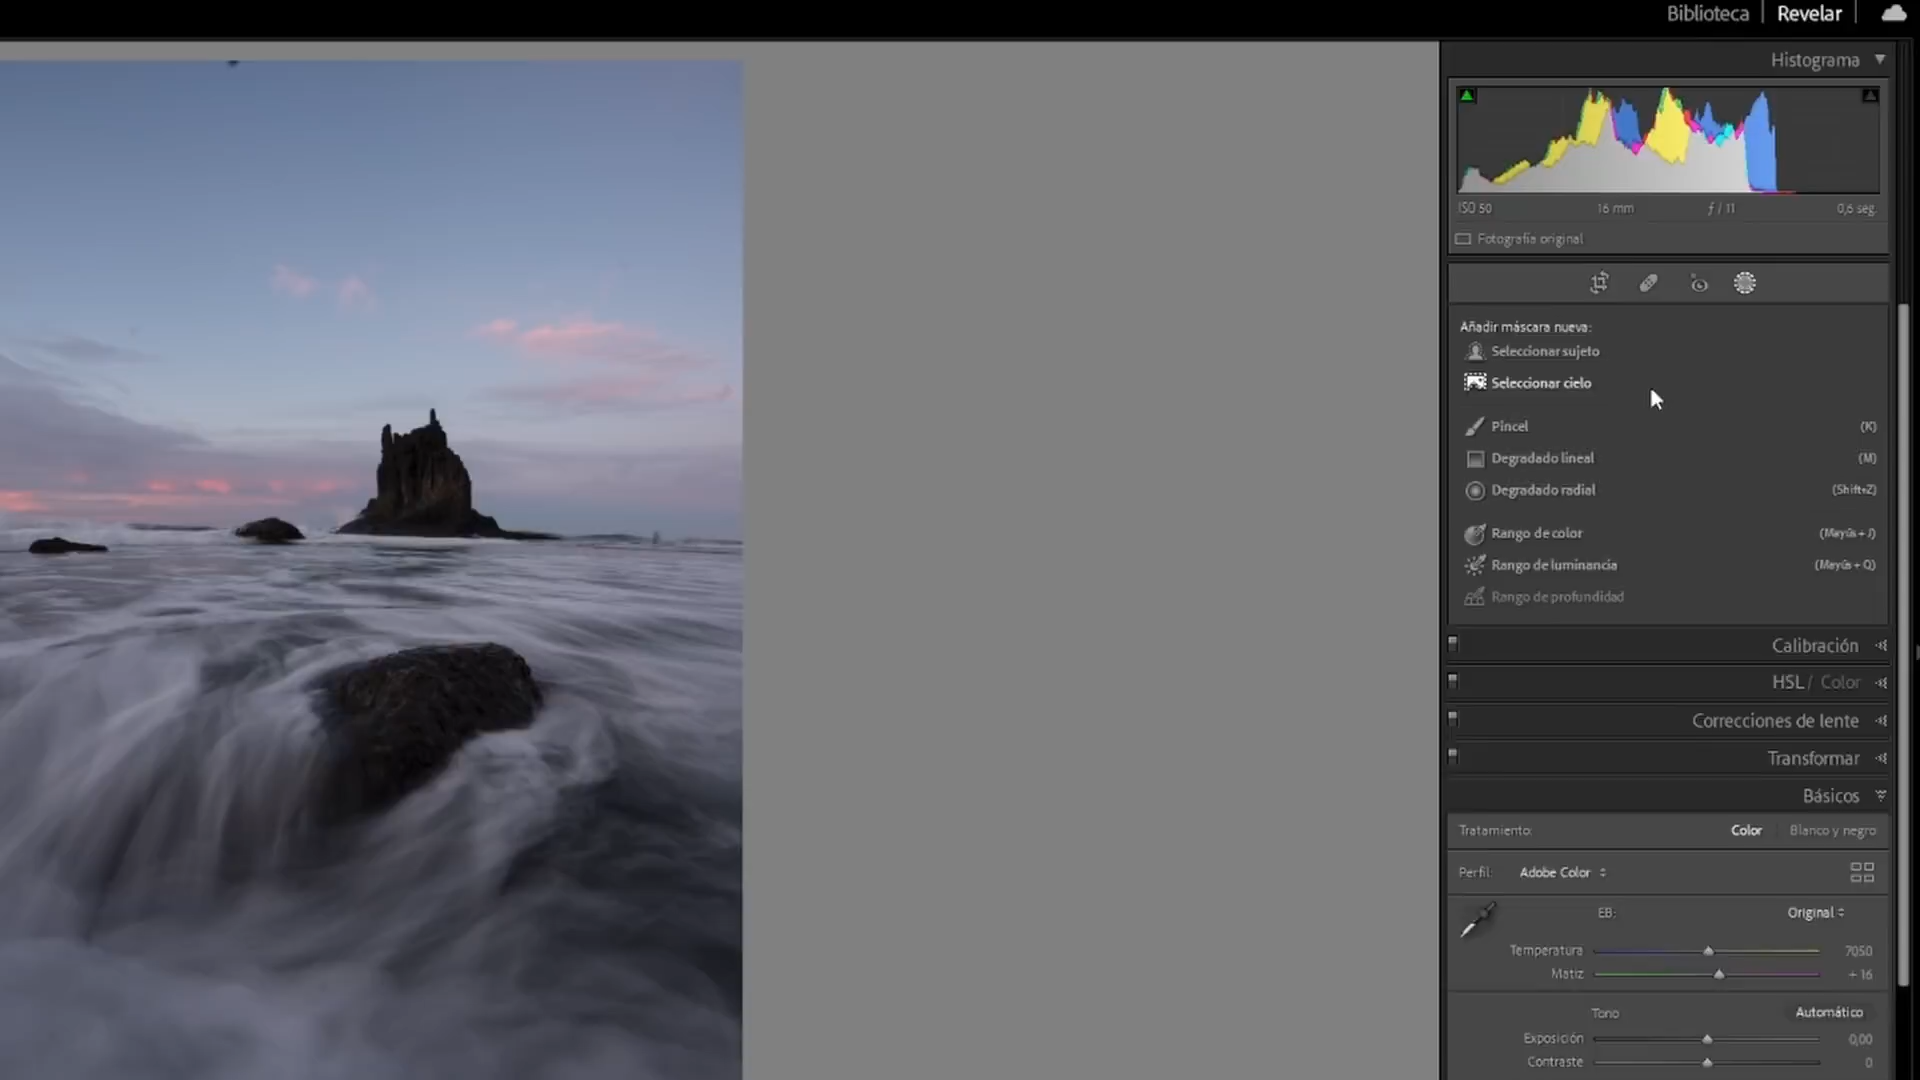 Biblioteca | Revelar |
Histograma
ISO 50 16 mm ƒ / 11 0,6 seg.
Fotografía original
Añadir máscara nueva:
Seleccionar sujeto
Seleccionar cielo
Pincel (K)
Degradado lineal (M)
Degradado radial (Shift+Z)
Rango de color (Mayús + J)
Rango de luminancia (Mayús + Q)
Rango de profundidad
Calibración
HSL / Color
Correcciones de lente
Transformar
Básicos
Tratamiento: Color Blanco y negro
Perfil: Adobe Color
EB: Original
Temperatura 7050
Matiz + 16
Tono Automático
Exposición 0,00
Contraste 0